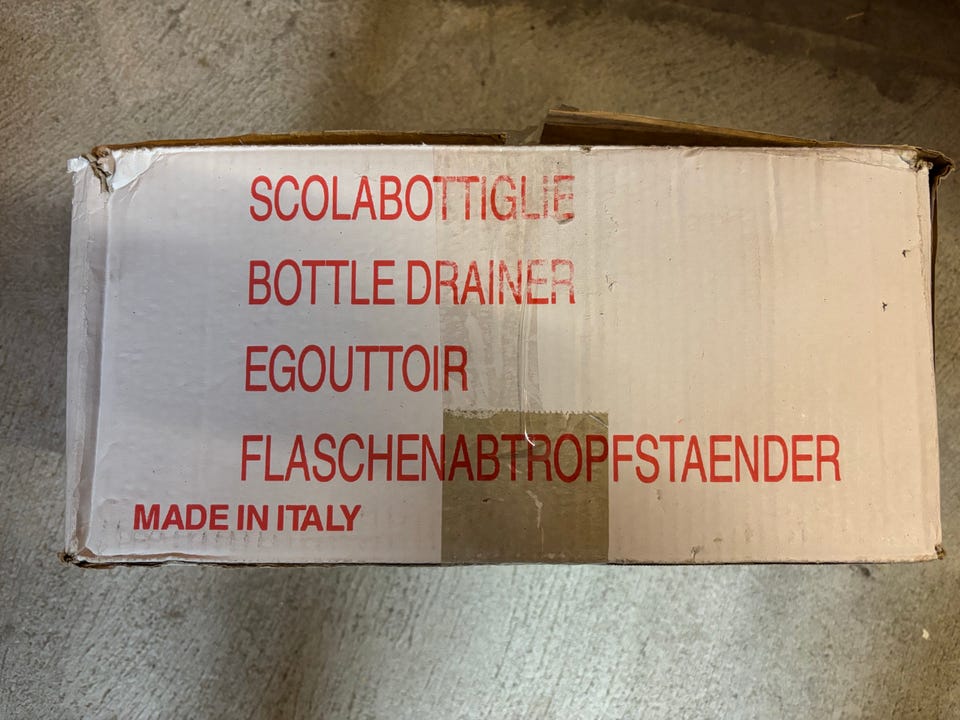 SCOLABOTTIGLIE
BOTTLE DRAINER
EGOUTTOIR
FLASCHENABTROPFSTAENDER
MADE IN ITALY